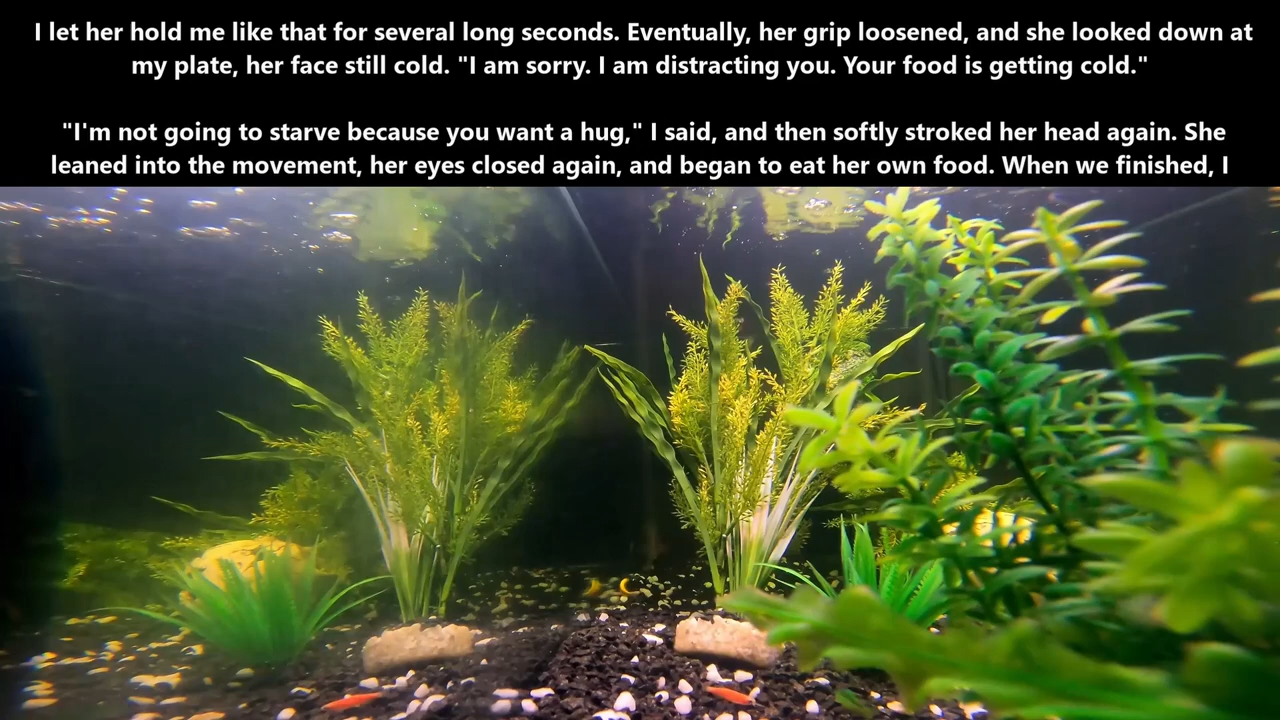 I let her hold me like that for several long seconds. Eventually, her grip loosened, and she looked down at
my plate, her face still cold. "I am sorry. I am distracting you. Your food is getting cold."
"I'm not going to starve because you want a hug," I said, and then softly stroked her head again. She
leaned into the movement, her eyes closed again, and began to eat her own food. When we finished, I